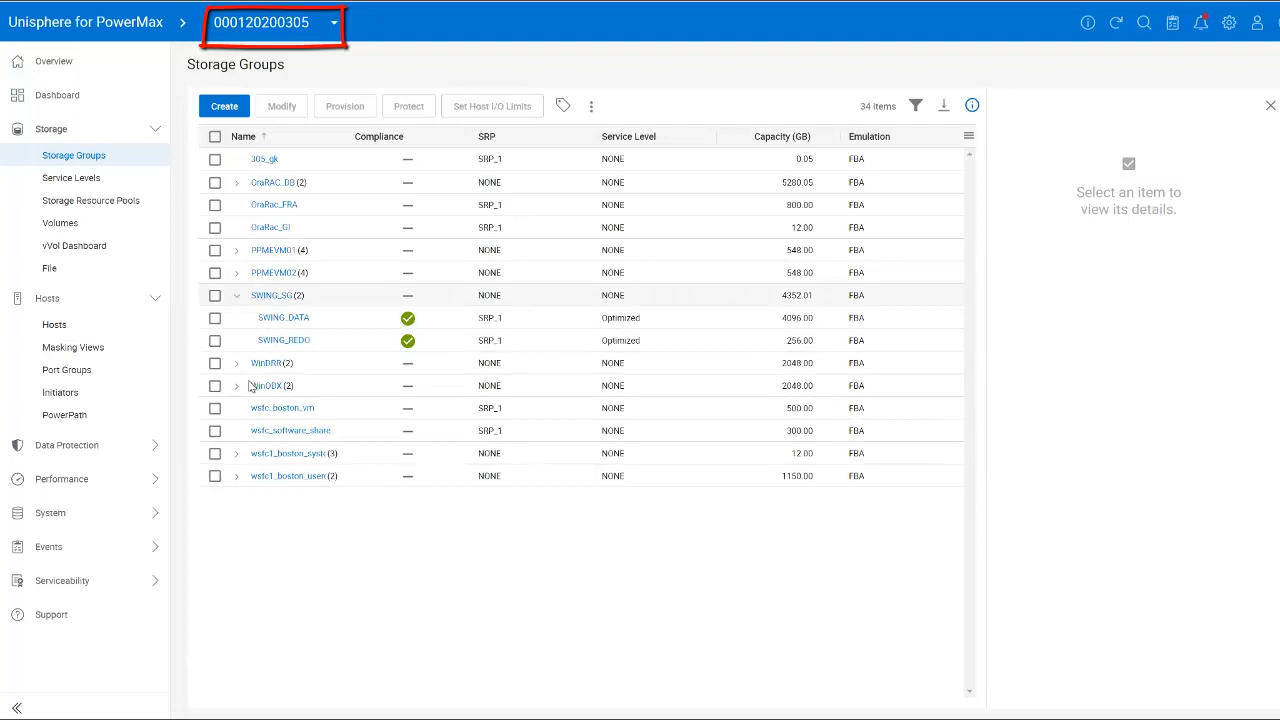 Unisphere for PowerMax > 000120200305
Overview
Dashboard
Storage
Storage Groups
Service Levels
Storage Resource Pools
Volumes
vVol Dashboard
File
Hosts
Hosts
Masking Views
Port Groups
Initiators
PowerPath
Data Protection
Performance
System
Events
Serviceability
Support
Storage Groups
Create Modify Provision Protect Set Host I/O Limits 34 items
Name Compliance SRP Service Level Capacity (GB) Emulation
305_gk — SRP_1 NONE 0.05 FBA
OraRAC_DB (2) — NONE NONE 5280.05 FBA
OraRac_FRA — SRP_1 NONE 800.00 FBA
OraRac_GI — SRP_1 NONE 12.00 FBA
PPMEVM01 (4) — NONE NONE 548.00 FBA
PPMEVM02 (4) — NONE NONE 548.00 FBA
SWING_SG (2) — NONE NONE 4352.01 FBA
SWING_DATA SRP_1 Optimized 4096.00 FBA
SWING_REDO SRP_1 Optimized 256.00 FBA
WinDRR (2) — NONE NONE 2048.00 FBA
WinODX (2) — NONE NONE 2048.00 FBA
wsfc_boston_vm — SRP_1 NONE 500.00 FBA
wsfc_software_share — SRP_1 NONE 300.00 FBA
wsfc1_boston_syst (3) — NONE NONE 12.00 FBA
wsfc1_boston_user (2) — NONE NONE 1150.00 FBA
Select an item to
view its details.